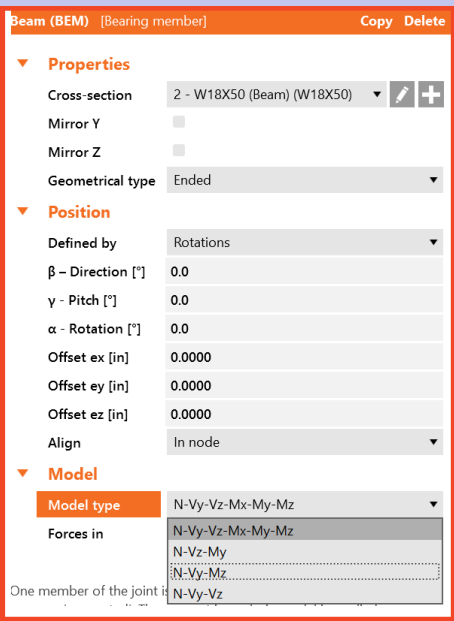 Beam (BEM) [Bearing member] Copy Delete
Properties
Cross-section 2 - W18X50 (Beam) (W18X50)
Mirror Y
Mirror Z
Geometrical type Ended
Position
Defined by Rotations
β – Direction [°] 0.0
γ - Pitch [°] 0.0
α - Rotation [°] 0.0
Offset ex [in] 0.0000
Offset ey [in] 0.0000
Offset ez [in] 0.0000
Align In node
Model
Model type N-Vy-Vz-Mx-My-Mz
Forces in N-Vy-Vz-Mx-My-Mz
N-Vz-My
N-Vy-Mz
N-Vy-Vz
One member of the joint is